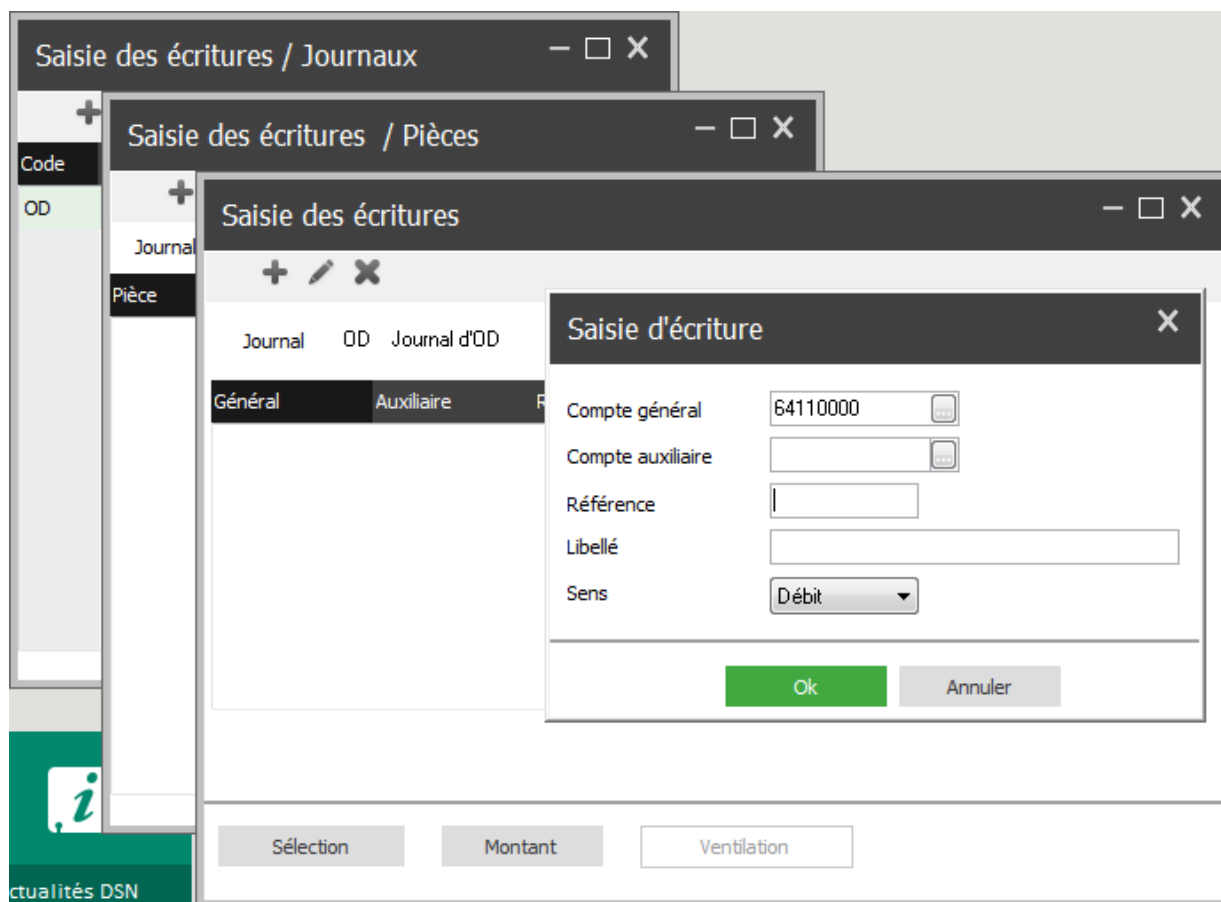 Saisie des écritures / Journaux
Code
OD
Saisie des écritures / Pièces
Journal
Pièce
Saisie des écritures
Journal OD Journal d'OD
Général Auxiliaire R
Saisie d'écriture
Compte général 64110000
Compte auxiliaire
Référence
Libellé
Sens Débit
Ok Annuler
Sélection Montant Ventilation
ctualités DSN